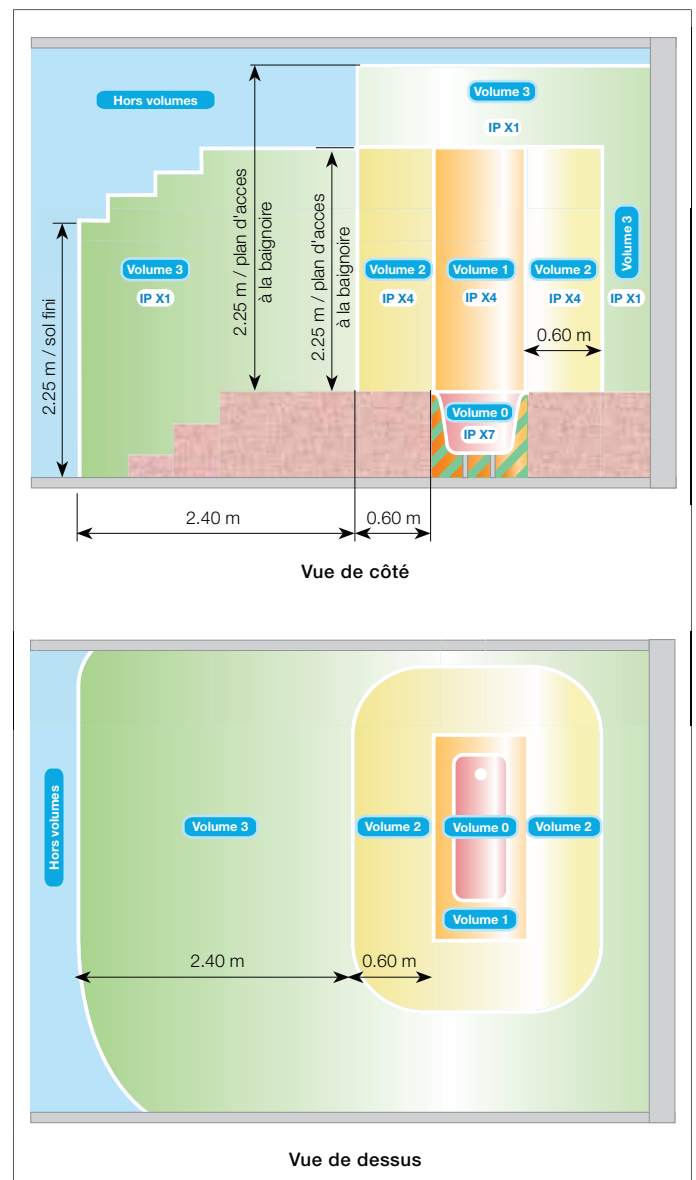 Hors volumes
Volume 3
IP X1
2.25 m / plan d'acces
à la baignoire
2.25 m / plan d'acces
à la baignoire
2.25 m / sol fini
Volume 3
IP X1
Volume 2
IP X4
Volume 1
IP X4
Volume 2
IP X4
Volume 3
IP X1
0.60 m
Volume 0
IP X7
2.40 m
0.60 m
Vue de côté
Hors volumes
Volume 3
Volume 2
Volume 0
Volume 2
Volume 1
2.40 m
0.60 m
Vue de dessus